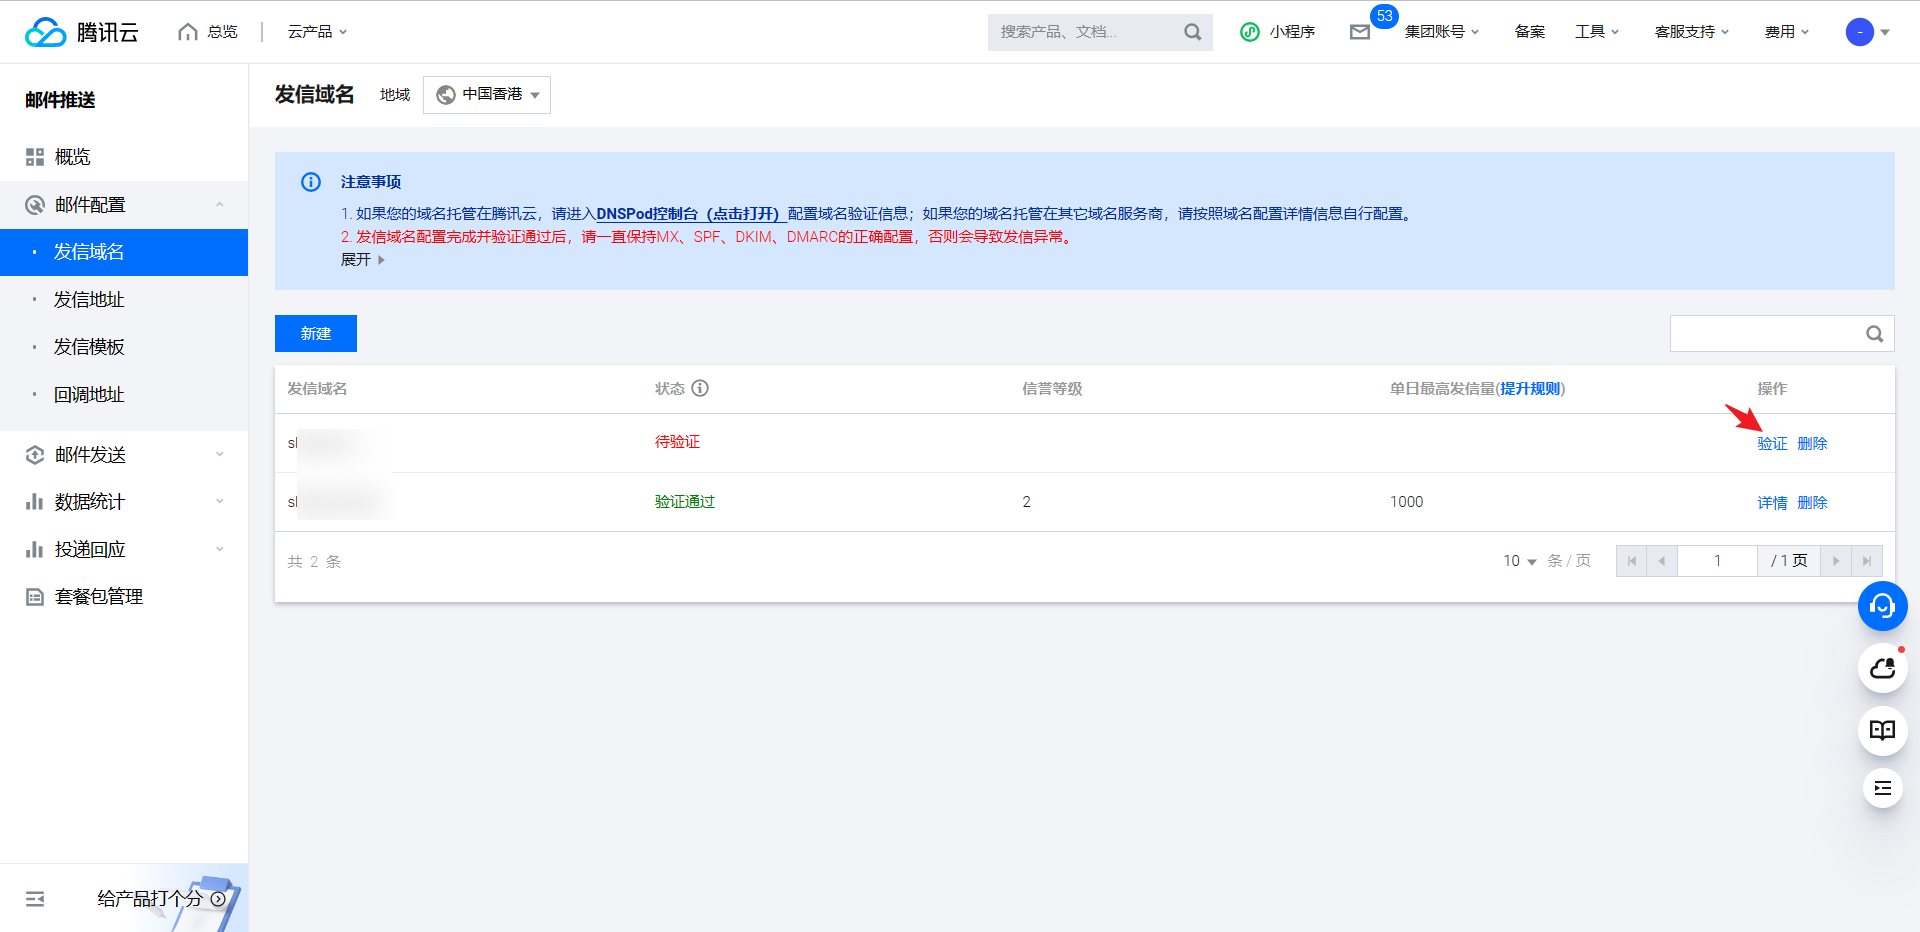 腾讯云 总览 云产品 搜索产品、文档... 小程序 53 集团账号 备案 工具 客服支持 费用 -
邮件推送
概览
邮件配置
发信域名
发信地址
发信模板
回调地址
邮件发送
数据统计
投递回应
套餐包管理
给产品打个分
发信域名 地域 中国香港
注意事项
1. 如果您的域名托管在腾讯云，请进入DNSPod控制台（点击打开）配置域名验证信息；如果您的域名托管在其它域名服务商，请按照域名配置详情信息自行配置。
2. 发信域名配置完成并验证通过后，请一直保持MX、SPF、DKIM、DMARC的正确配置，否则会导致发信异常。
展开
新建
发信域名 状态 信誉等级 单日最高发信量(提升规则) 操作
待验证 验证 删除
验证通过 2 1000 详情 删除
共 2 条 10 条 / 页 1 / 1 页